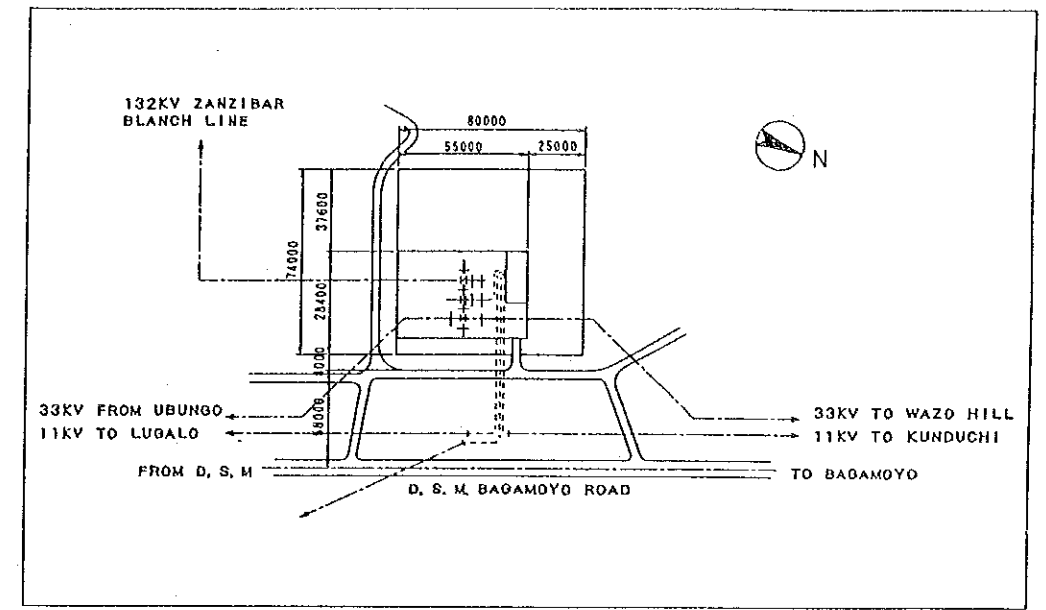 132KV ZANZIBAR
BLANCH LINE
80000
55000
25000
N
37600
74000
28400
8000
58000
33KV FROM UBUNGO
33KV TO WAZO HILL
11KV TO LUGALO
11KV TO KUNDUCHI
FROM D, S, M
TO BAGAMOYO
D, S, M, BAGAMOYO ROAD